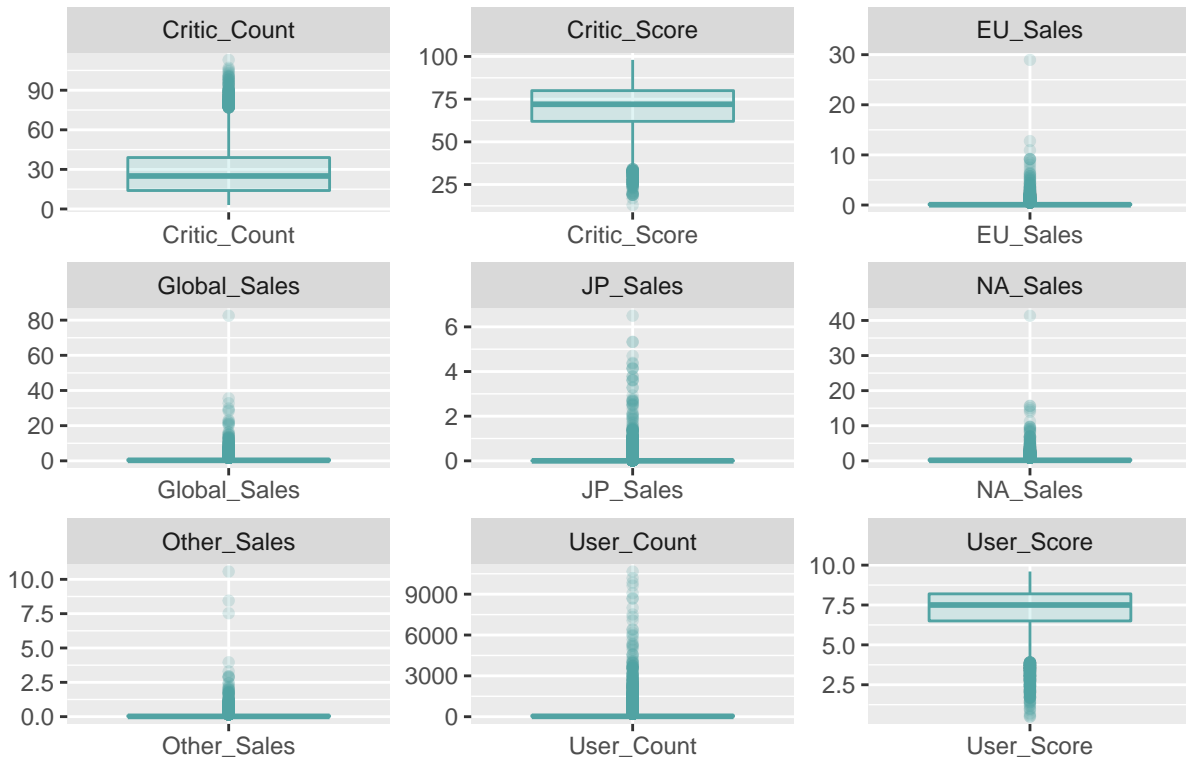 Critic_Count
Critic_Score
EU_Sales
90
60
30
0
100
75
50
25
30
20
10
0
Critic_Count
Critic_Score
EU_Sales
Global_Sales
JP_Sales
NA_Sales
80
60
40
20
0
6
4
2
0
40
30
20
10
0
Global_Sales
JP_Sales
NA_Sales
Other_Sales
User_Count
User_Score
10.0
7.5
5.0
2.5
0.0
9000
6000
3000
0
10.0
7.5
5.0
2.5
Other_Sales
User_Count
User_Score